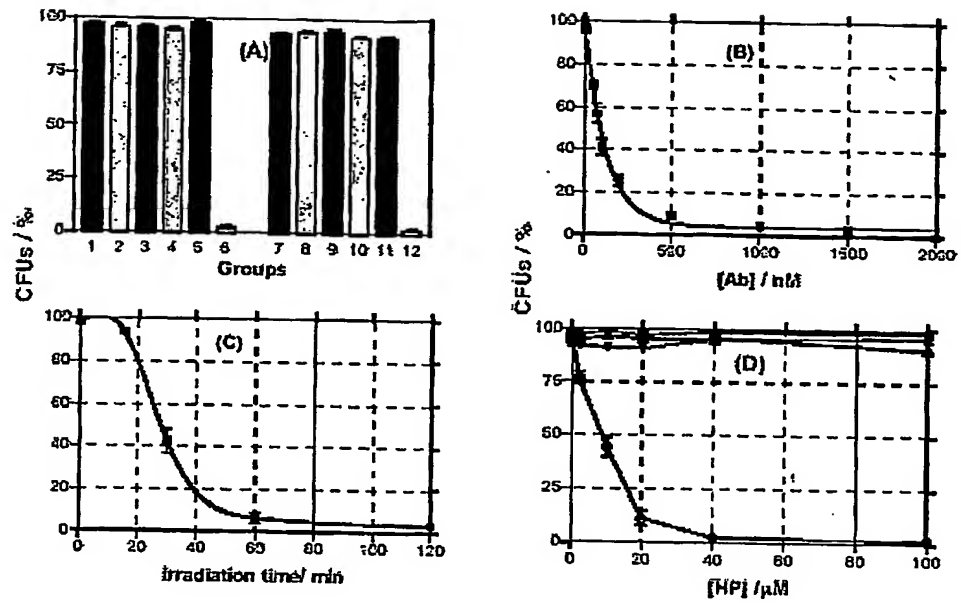 100
75
50
25
0
(A)
1 2 3 4 5 6 7 8 9 10 11 12
Groups
CFUs / %
100
80
60
40
20
0
(B)
0 500 1000 1500 2000
[Ab] / nM
100
80
60
40
20
0
(C)
0 20 40 60 80 100 120
irradiation time/ min
CFUs / %
100
75
50
25
0
(D)
0 20 40 60 80 100
[HP] /µM